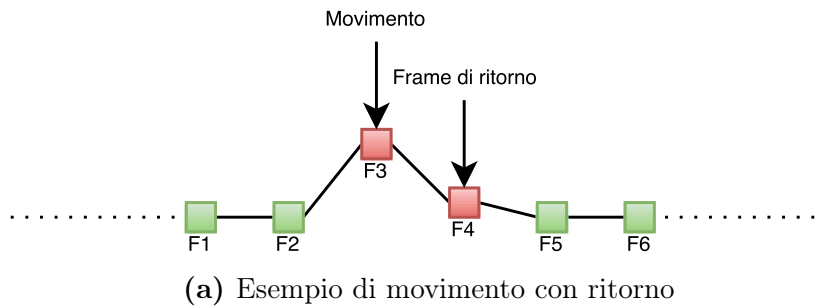 Movimento
Frame di ritorno
F3
F4
F1
F2
F5
F6
(a) Esempio di movimento con ritorno